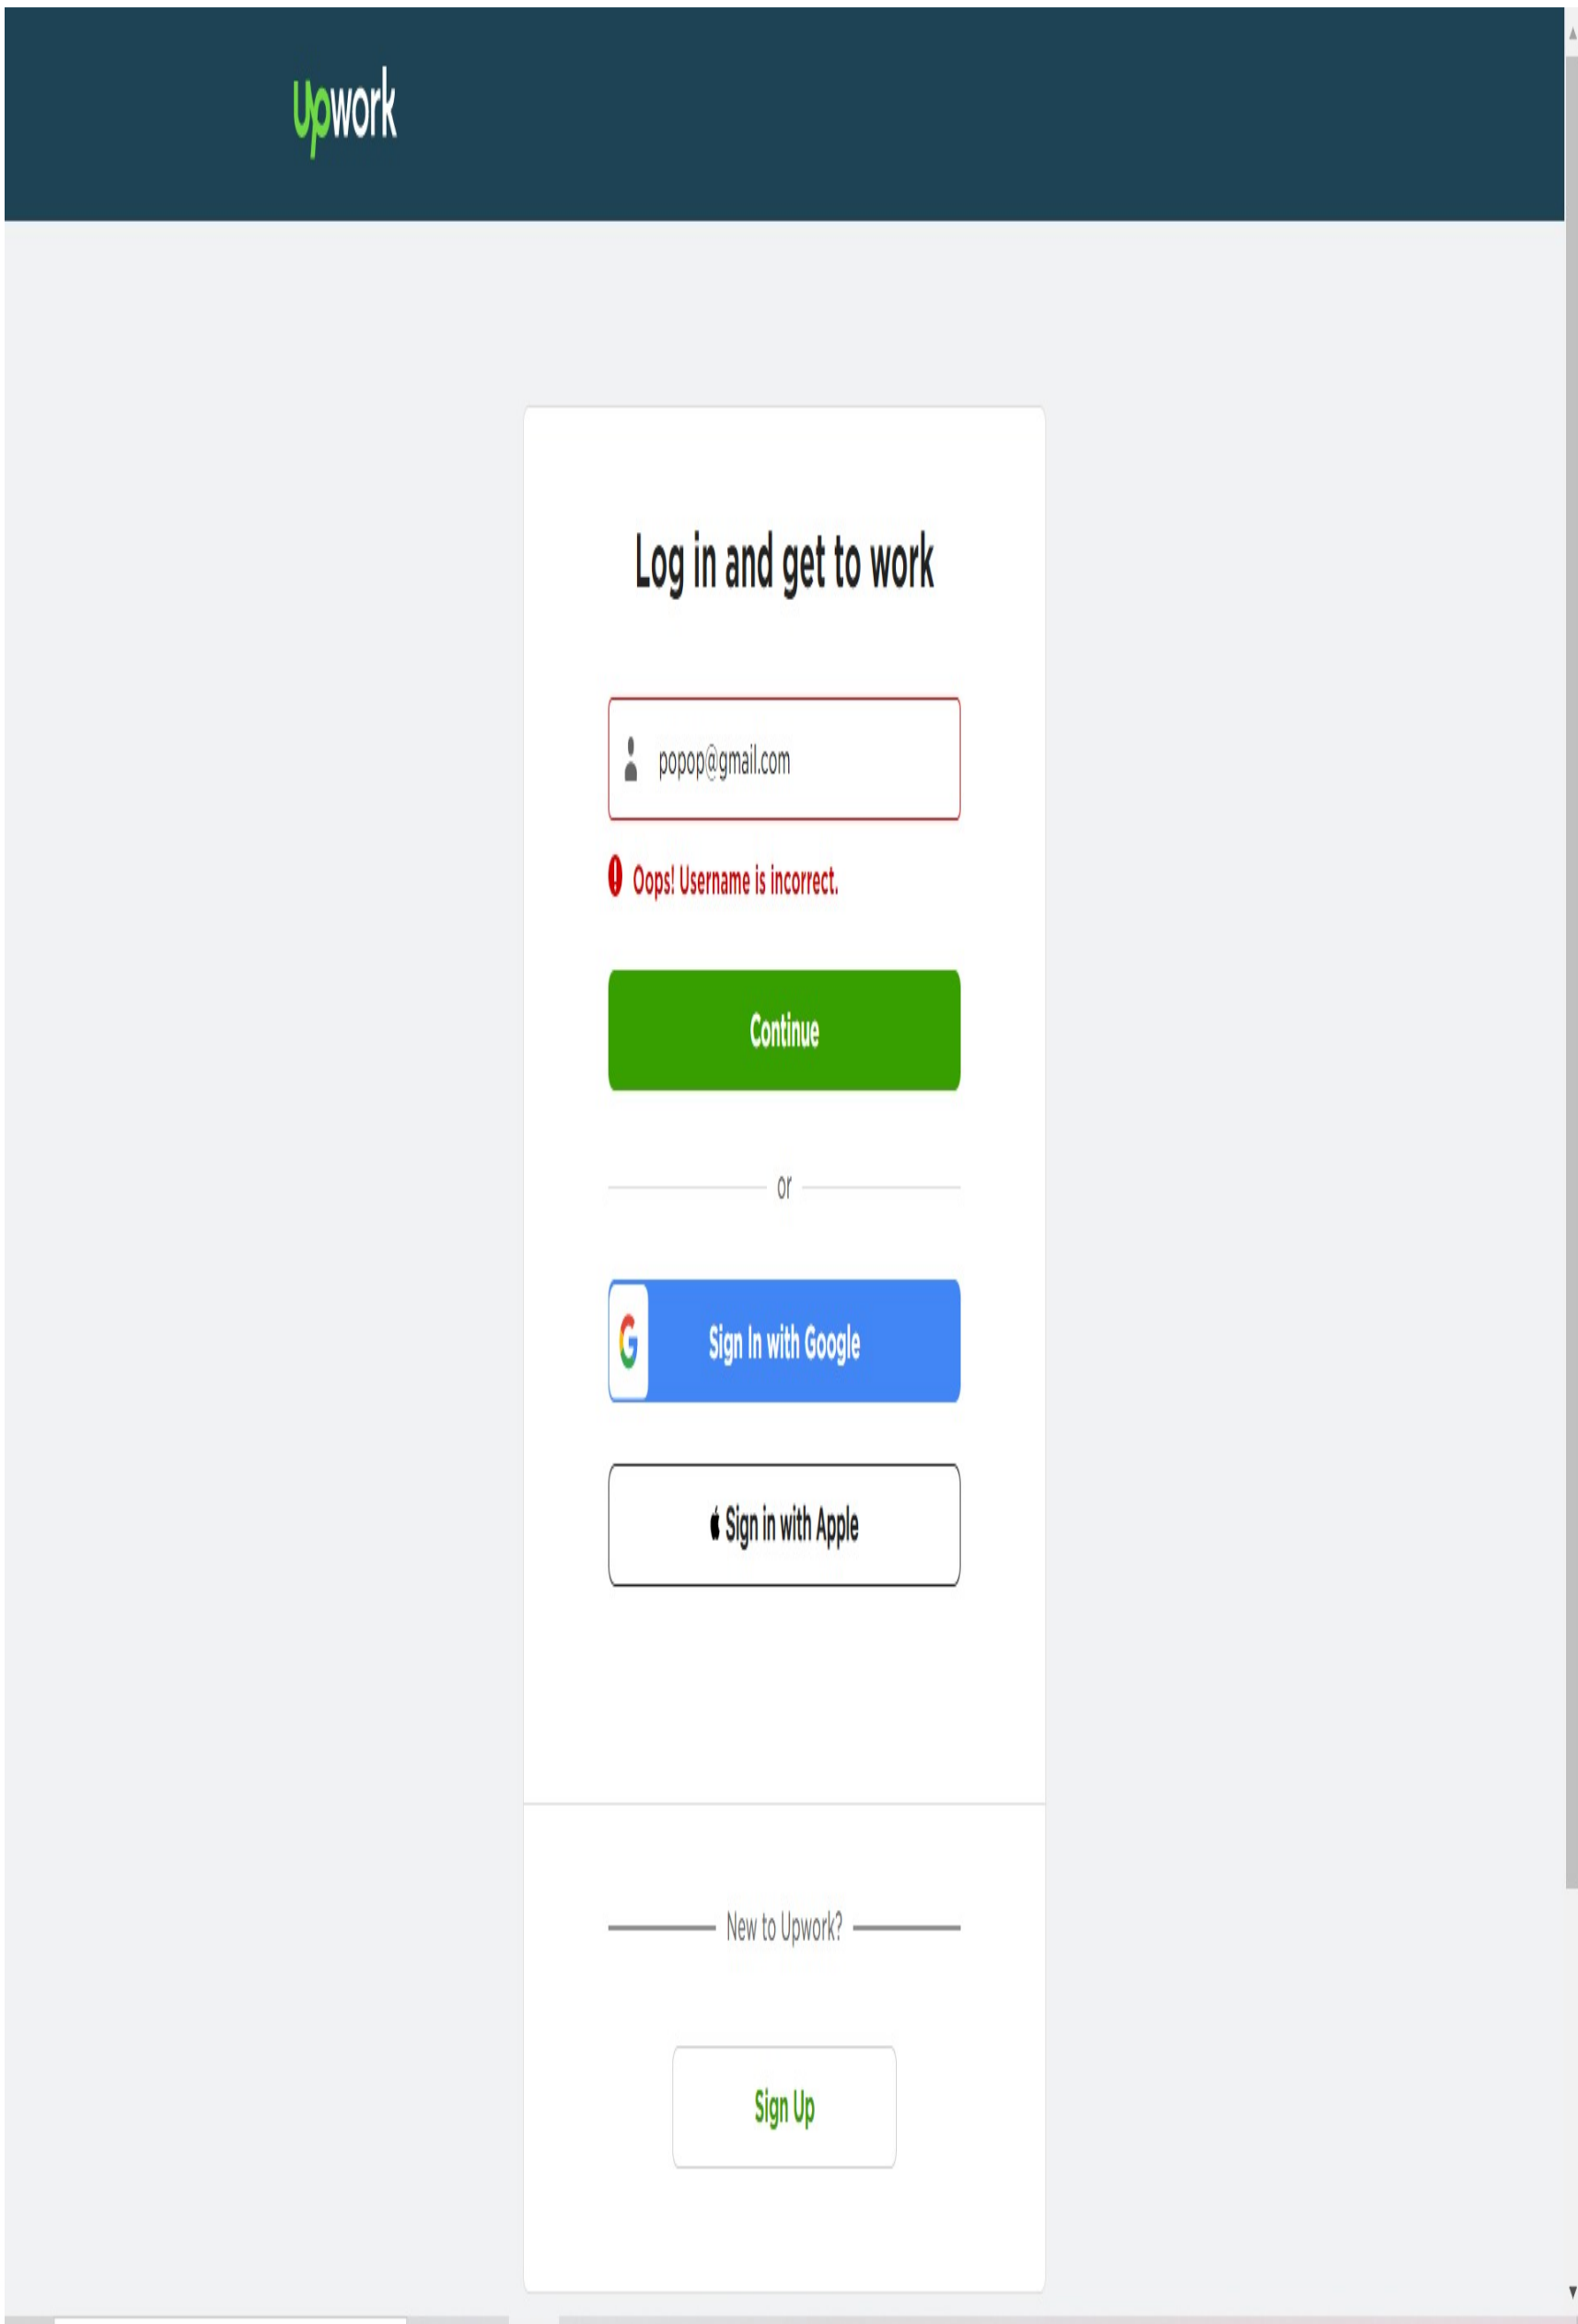 upwork
Log in and get to work
popop@gmail.com
Oops! Username is incorrect.
Continue
or
Sign In with Google
Sign in with Apple
New to Upwork?
Sign Up